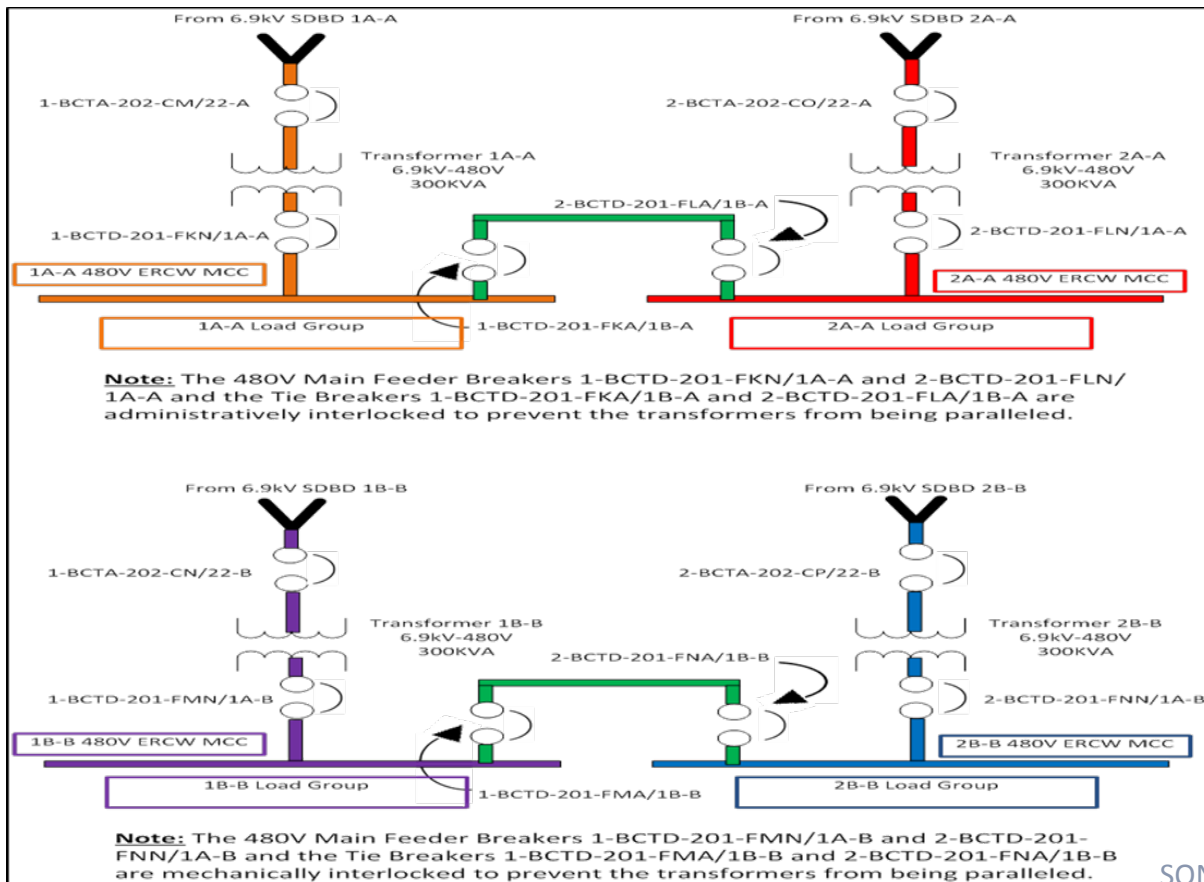 From 6.9kV SDBD 1A-A
From 6.9kV SDBD 2A-A
1-BCTA-202-CM/22-A
2-BCTA-202-CO/22-A
Transformer 1A-A
6.9kV-480V
300KVA
Transformer 2A-A
6.9kV-480V
300KVA
2-BCTD-201-FLA/1B-A
1-BCTD-201-FKN/1A-A
2-BCTD-201-FLN/1A-A
1A-A 480V ERCW MCC
2A-A 480V ERCW MCC
1A-A Load Group
1-BCTD-201-FKA/1B-A
2A-A Load Group
Note: The 480V Main Feeder Breakers 1-BCTD-201-FKN/1A-A and 2-BCTD-201-FLN/
1A-A and the Tie Breakers 1-BCTD-201-FKA/1B-A and 2-BCTD-201-FLA/1B-A are
administratively interlocked to prevent the transformers from being paralleled.
From 6.9kV SDBD 1B-B
From 6.9kV SDBD 2B-B
1-BCTA-202-CN/22-B
2-BCTA-202-CP/22-B
Transformer 1B-B
6.9kV-480V
300KVA
Transformer 2B-B
6.9kV-480V
300KVA
2-BCTD-201-FNA/1B-B
1-BCTD-201-FMN/1A-B
2-BCTD-201-FNN/1A-B
1B-B 480V ERCW MCC
2B-B 480V ERCW MCC
1B-B Load Group
1-BCTD-201-FMA/1B-B
2B-B Load Group
Note: The 480V Main Feeder Breakers 1-BCTD-201-FMN/1A-B and 2-BCTD-201-
FNN/1A-B and the Tie Breakers 1-BCTD-201-FMA/1B-B and 2-BCTD-201-FNA/1B-B
are mechanically interlocked to prevent the transformers from being paralleled.